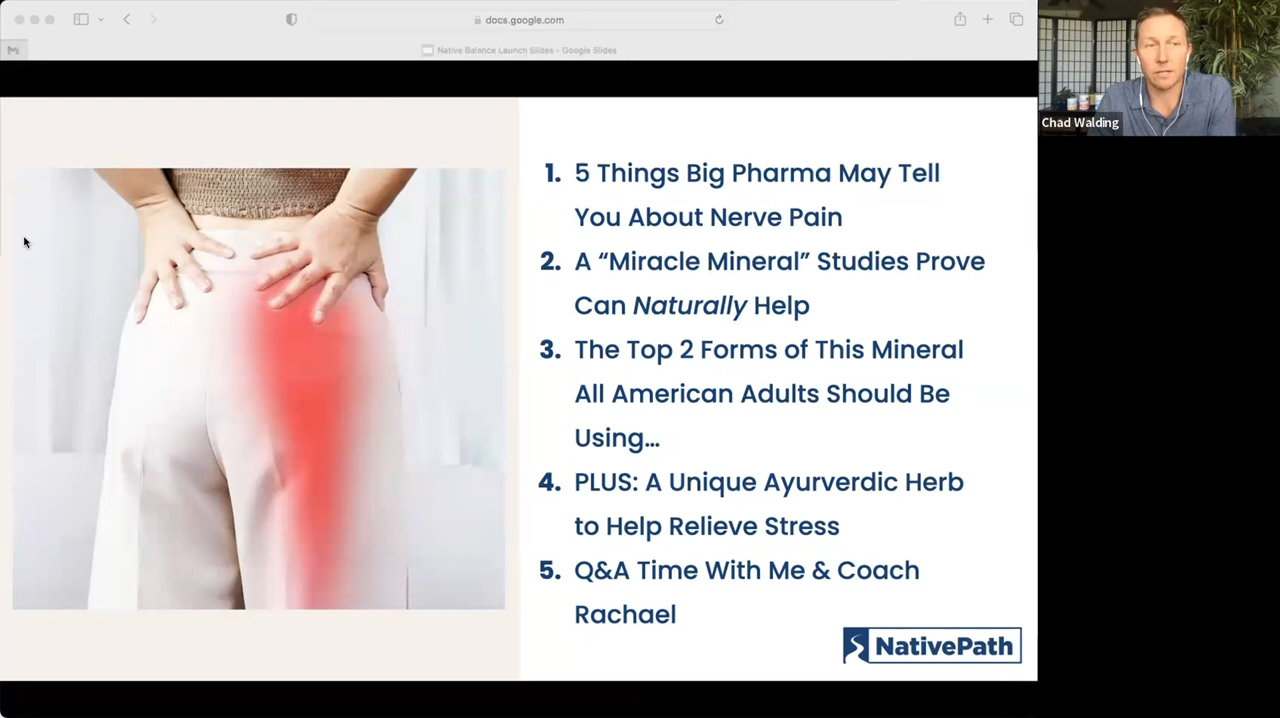 docs.google.com
Native Balance Launch Slides - Google Slides
Chad Walding
1. 5 Things Big Pharma May Tell
You About Nerve Pain
2. A “Miracle Mineral” Studies Prove
Can Naturally Help
3. The Top 2 Forms of This Mineral
All American Adults Should Be
Using...
4. PLUS: A Unique Ayurverdic Herb
to Help Relieve Stress
5. Q&A Time With Me & Coach
Rachael
NativePath